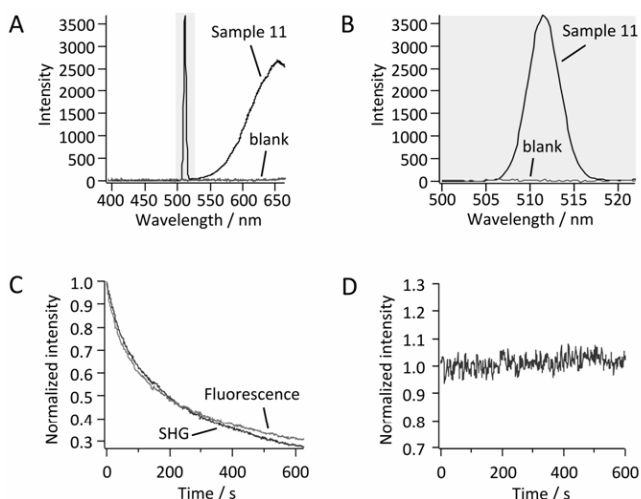 A
Intensity
3500
3000
2500
2000
1500
1000
500
0
400 450 500 550 600 650
Wavelength / nm
Sample 11
blank
B
Intensity
3500
3000
2500
2000
1500
1000
500
0
500 505 510 515 520
Wavelength / nm
Sample 11
blank
C
Normalized intensity
1.0
0.9
0.8
0.7
0.6
0.5
0.4
0.3
0 200 400 600
Time / s
Fluorescence
SHG
D
Normalized intensity
1.3
1.2
1.1
1.0
0.9
0.8
0.7
0 200 400 600
Time / s